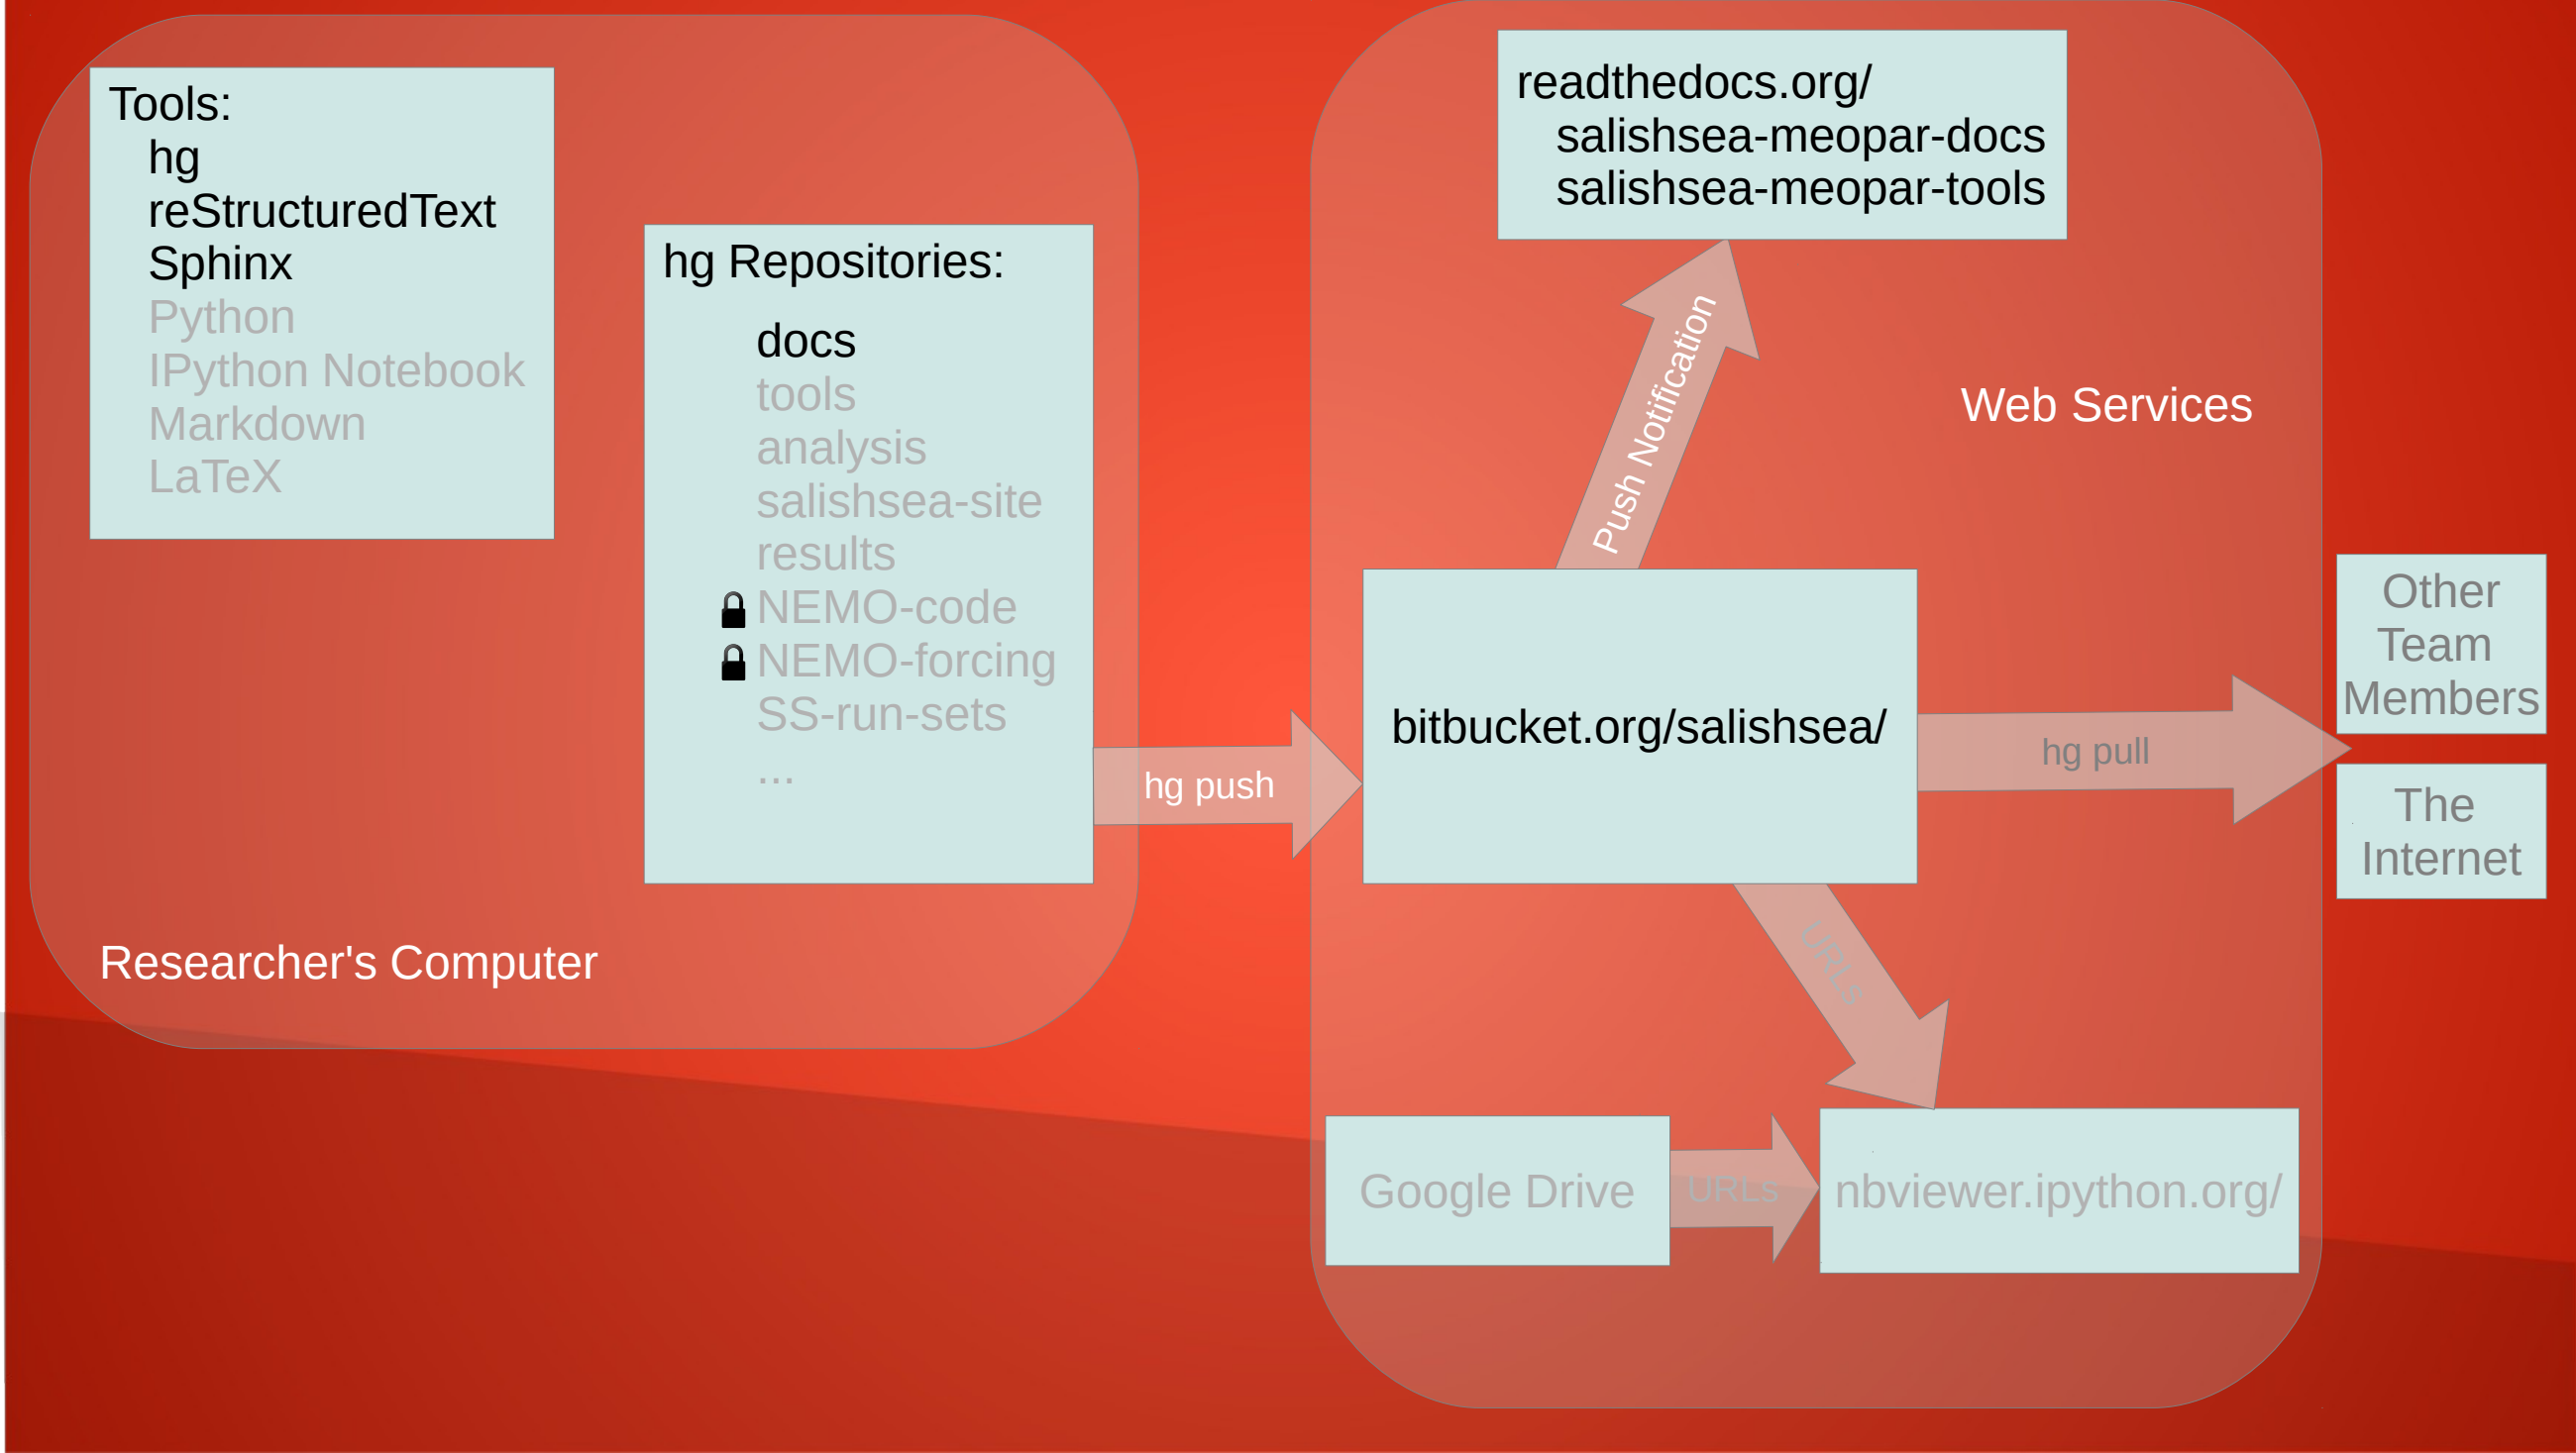 Tools:
hg
reStructuredText
Sphinx
Python
IPython Notebook
Markdown
LaTeX
hg Repositories:
docs
tools
analysis
salishsea-site
results
NEMO-code
NEMO-forcing
SS-run-sets
...
Researcher's Computer
hg push
readthedocs.org/
salishsea-meopar-docs
salishsea-meopar-tools
Push Notification
Web Services
bitbucket.org/salishsea/
hg pull
Other
Team
Members
The
Internet
URLs
Google Drive
URLs
nbviewer.ipython.org/